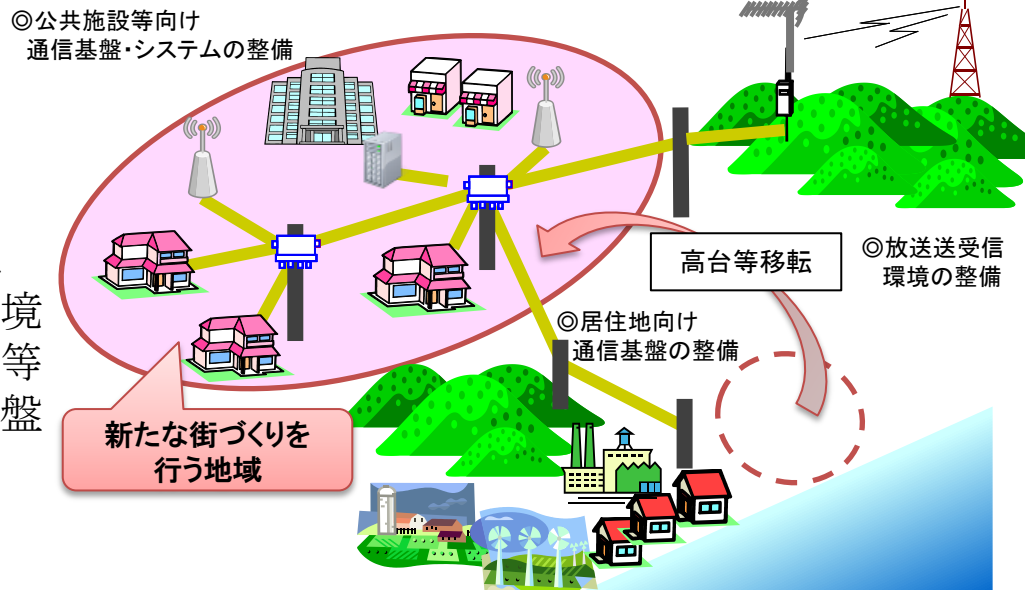 ◎公共施設等向け
通信基盤・システムの整備
高台等移転
◎放送送受信
環境の整備
◎居住地向け
通信基盤の整備
境
等
盤
新たな街づくりを
行う地域